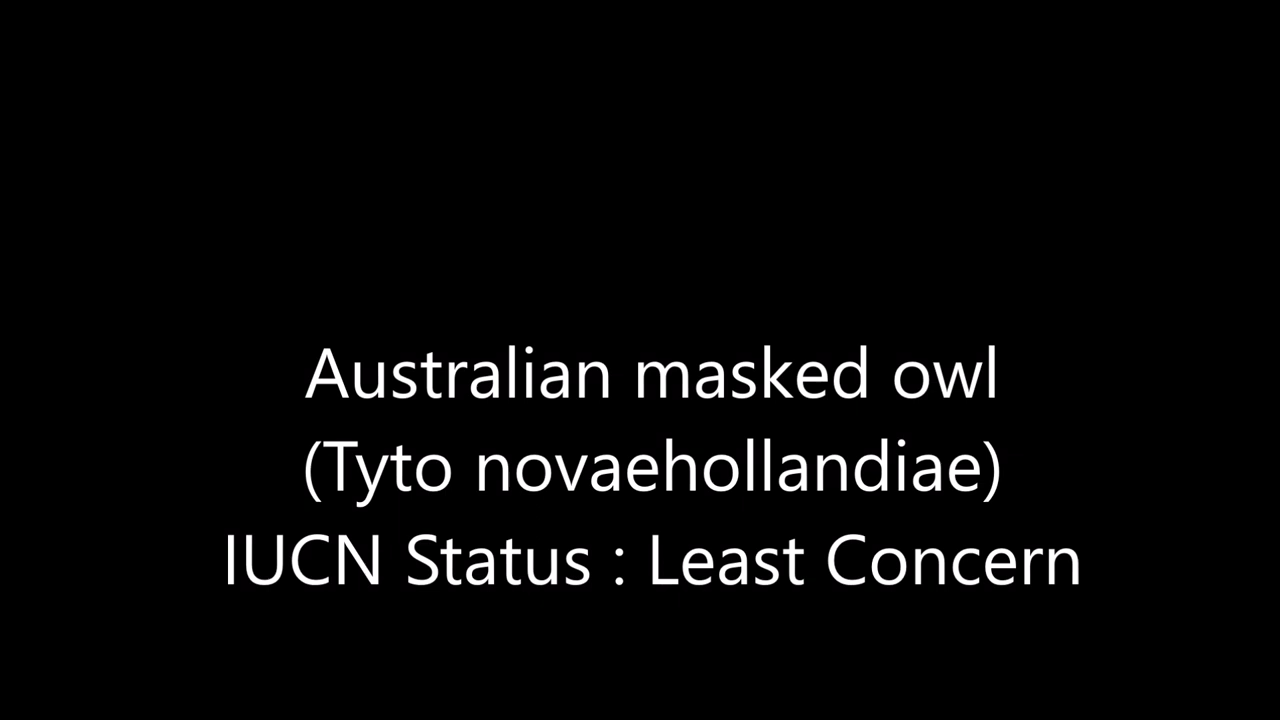 Australian masked owl
(Tyto novaehollandiae)
IUCN Status : Least Concern